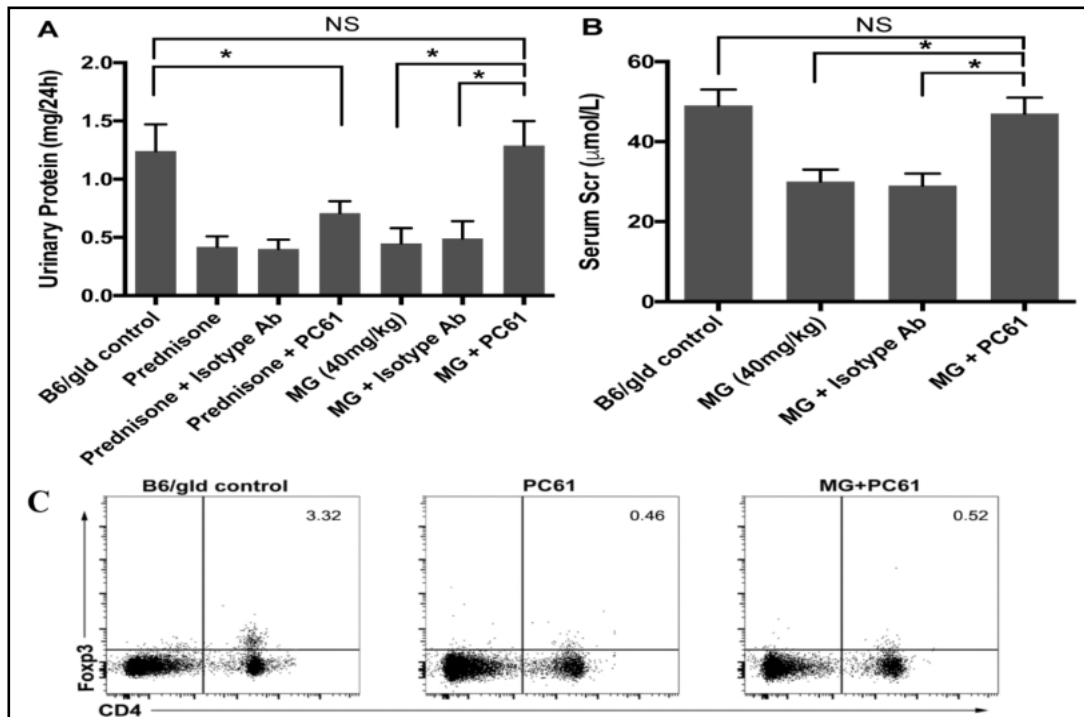 A
NS
*
*
*
Urinary Protein (mg/24h)
2.0
1.5
1.0
0.5
0.0
B6/gld control
Prednisone
Prednisone + Isotype Ab
Prednisone + PC61
MG (40mg/kg)
MG + Isotype Ab
MG + PC61
B
NS
*
*
Serum Scr (μmol/L)
60
40
20
0
B6/gld control
MG (40mg/kg)
MG + Isotype Ab
MG + PC61
C
B6/gld control
3.32
PC61
0.46
MG+PC61
0.52
Foxp3
CD4